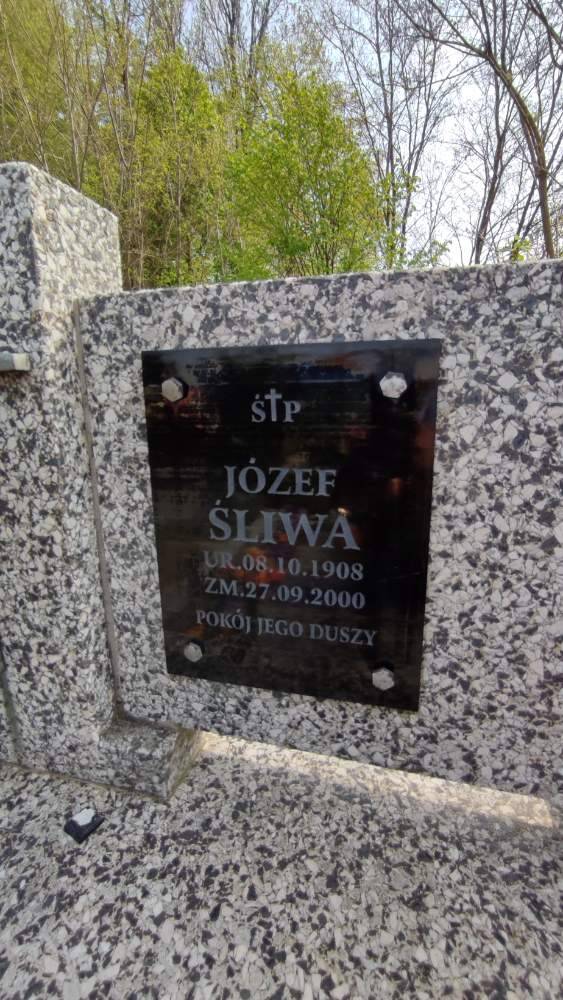 Ś✝P
JÓZEF
ŚLIWA
UR.08.10.1908
ZM.27.09.2000
POKÓJ JEGO DUSZY